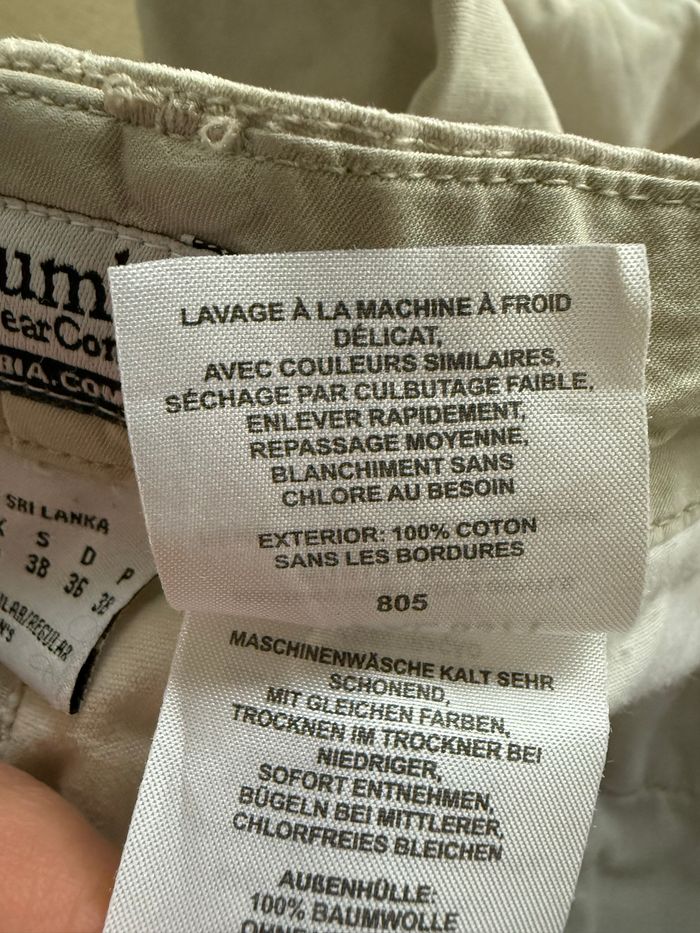 LAVAGE À LA MACHINE À FROID
DÉLICAT,
AVEC COULEURS SIMILAIRES,
SÉCHAGE PAR CULBUTAGE FAIBLE,
ENLEVER RAPIDEMENT,
REPASSAGE MOYENNE,
BLANCHIMENT SANS
CHLORE AU BESOIN
EXTERIOR: 100% COTON
SANS LES BORDURES
805
MASCHINENWÄSCHE KALT SEHR
SCHONEND,
MIT GLEICHEN FARBEN,
TROCKNEN IM TROCKNER BEI
NIEDRIGER,
SOFORT ENTNEHMEN,
BÜGELN BEI MITTLERER,
CHLORFREIES BLEICHEN
AUßENHÜLLE:
100% BAUMWOLLE
SRI LANKA
S D P
38 36 38
/REGULAR